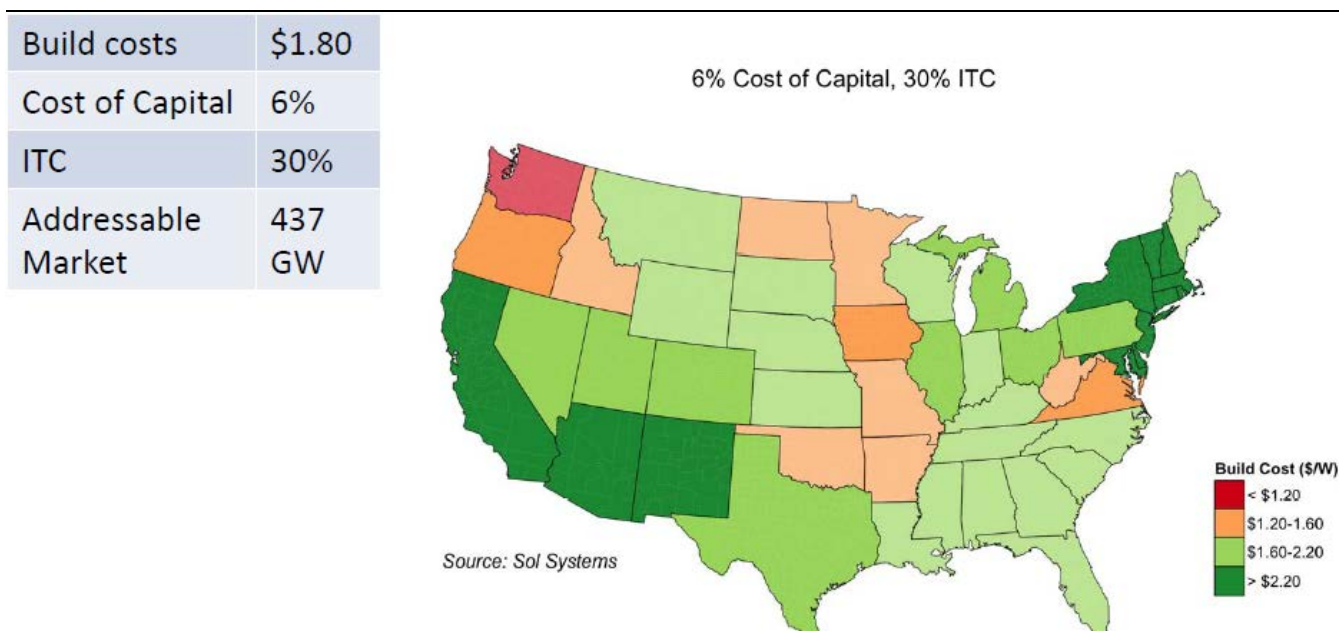 Build costs $1.80
Cost of Capital 6%
ITC 30%
Addressable 437
Market GW
6% Cost of Capital, 30% ITC
Source: Sol Systems
Build Cost ($/W)
< $1.20
$1.20-1.60
$1.60-2.20
> $2.20